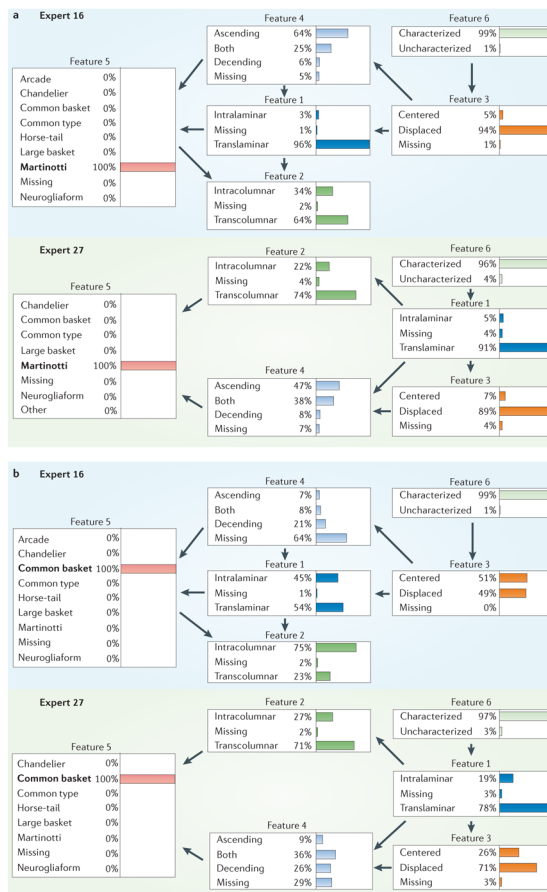 a Expert 16
Feature 4
Ascending 64%
Both 25%
Decending 6%
Missing 5%
Feature 6
Characterized 99%
Uncharacterized 1%
Feature 5
Arcade 0%
Chandelier 0%
Common basket 0%
Common type 0%
Horse-tail 0%
Large basket 0%
Martinotti 100%
Missing 0%
Neurogliaform 0%
Feature 1
Intralaminar 3%
Missing 1%
Translaminar 96%
Feature 3
Centered 5%
Displaced 94%
Missing 1%
Feature 2
Intracolumnar 34%
Missing 2%
Transcolumnar 64%
Expert 27
Feature 2
Intracolumnar 22%
Missing 4%
Transcolumnar 74%
Feature 6
Characterized 96%
Uncharacterized 4%
Feature 5
Chandelier 0%
Common basket 0%
Common type 0%
Large basket 0%
Martinotti 100%
Missing 0%
Neurogliaform 0%
Other 0%
Feature 1
Intralaminar 5%
Missing 4%
Translaminar 91%
Feature 4
Ascending 47%
Both 38%
Decending 8%
Missing 7%
Feature 3
Centered 7%
Displaced 89%
Missing 4%
b Expert 16
Feature 4
Ascending 7%
Both 8%
Decending 21%
Missing 64%
Feature 6
Characterized 99%
Uncharacterized 1%
Feature 5
Arcade 0%
Chandelier 0%
Common basket 100%
Common type 0%
Horse-tail 0%
Large basket 0%
Martinotti 0%
Missing 0%
Neurogliaform 0%
Feature 1
Intralaminar 45%
Missing 1%
Translaminar 54%
Feature 3
Centered 51%
Displaced 49%
Missing 0%
Feature 2
Intracolumnar 75%
Missing 2%
Transcolumnar 23%
Expert 27
Feature 2
Intracolumnar 27%
Missing 2%
Transcolumnar 71%
Feature 6
Characterized 97%
Uncharacterized 3%
Feature 5
Chandelier 0%
Common basket 100%
Common type 0%
Horse-tail 0%
Large basket 0%
Martinotti 0%
Missing 0%
Neurogliaform 0%
Feature 1
Intralaminar 19%
Missing 3%
Translaminar 78%
Feature 4
Ascending 9%
Both 36%
Decending 26%
Missing 29%
Feature 3
Centered 26%
Displaced 71%
Missing 3%